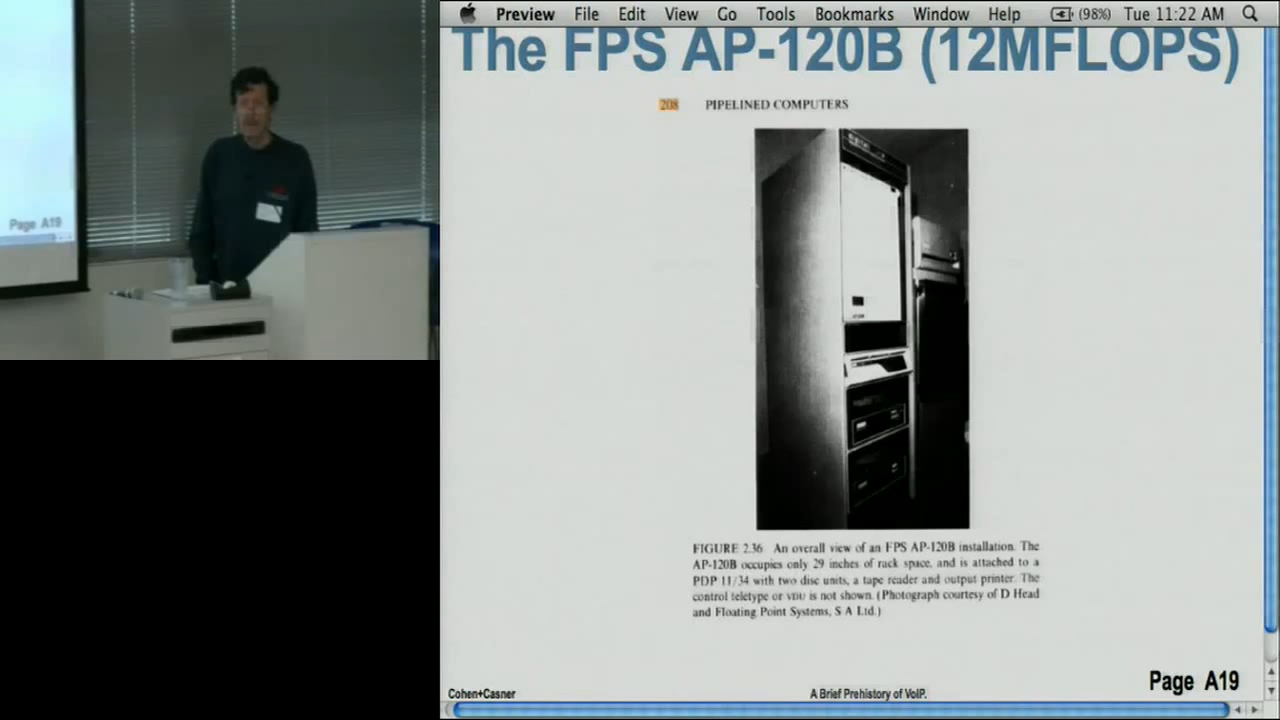 Preview File Edit View Go Tools Bookmarks Window Help (98%) Tue 11:22 AM
The FPS AP-120B (12MFLOPS)
208 PIPELINED COMPUTERS
FIGURE 2.36 An overall view of an FPS AP-120B installation. The
AP-120B occupies only 29 inches of rack space, and is attached to a
PDP 11/34 with two disc units, a tape reader and output printer. The
control teletype or VDU is not shown. (Photograph courtesy of D Head
and Floating Point Systems, S A Ltd.)
Page A19
Cohen+Casner
A Brief Prehistory of VoIP.
Page A19